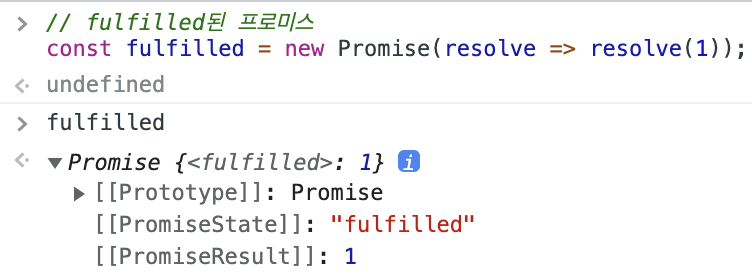 // fulfilled된 프로미스
const fulfilled = new Promise(resolve => resolve(1));
undefined
fulfilled
Promise {<fulfilled>: 1} i
[[Prototype]]: Promise
[[PromiseState]]: "fulfilled"
[[PromiseResult]]: 1